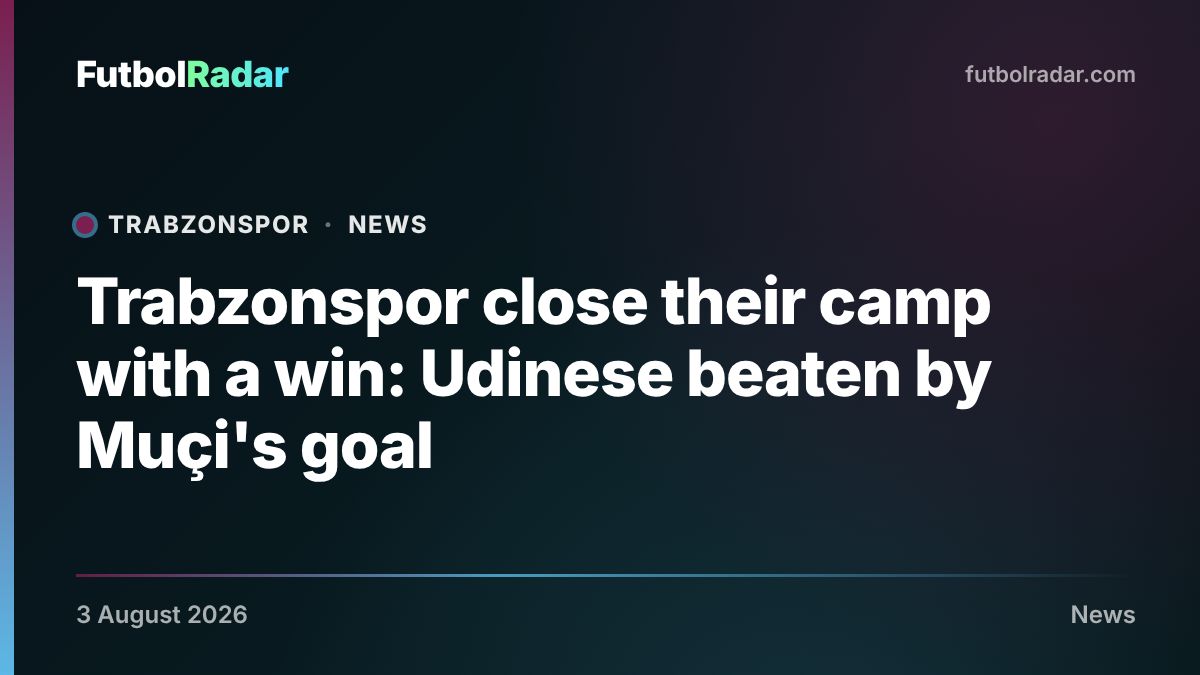 FutbolRadar
futbolradar.com
TRABZONSPOR · NEWS
Trabzonspor close their camp
with a win: Udinese beaten by
Muçi's goal
3 August 2026
News